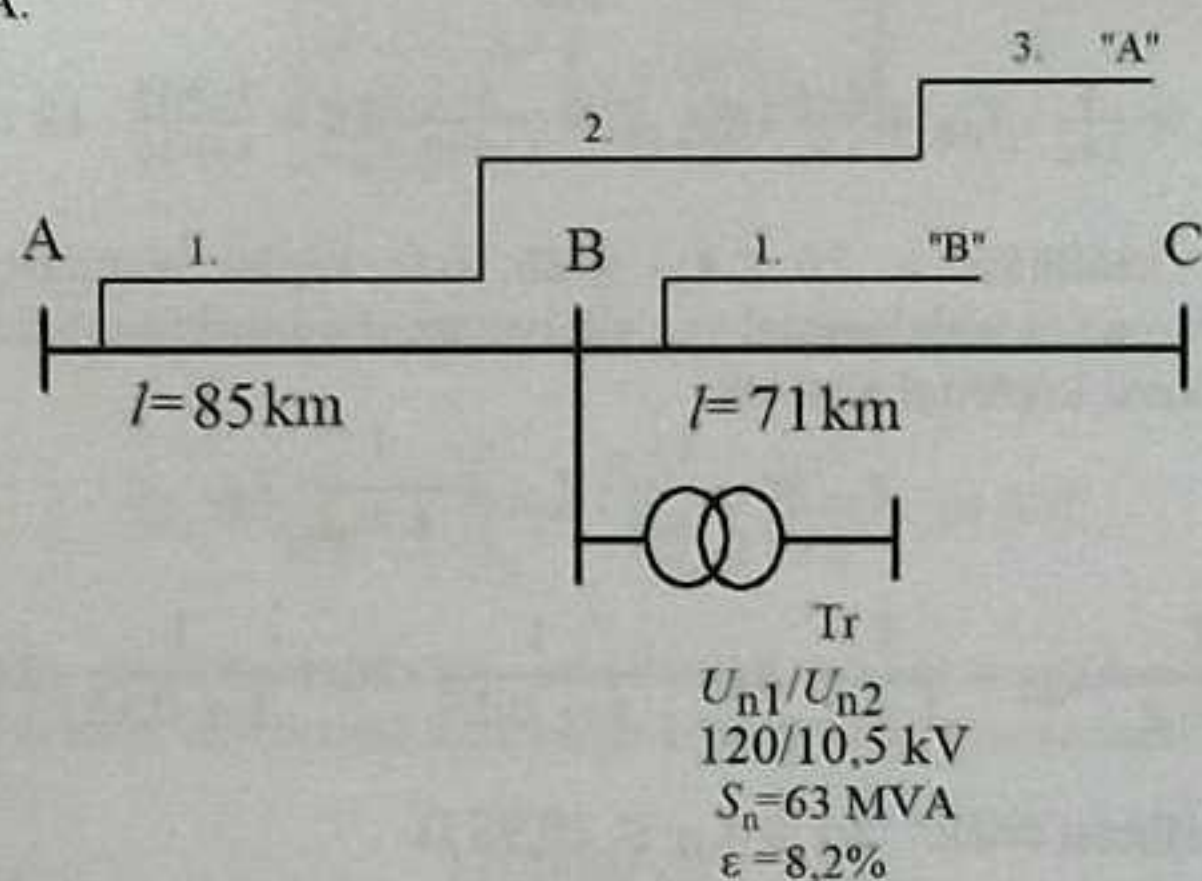 A.
3. "A"
2.
A 1. B 1. "B" C
l=85 km l=71 km
Tr
Un1/Un2
120/10,5 kV
Sn=63 MVA
ε=8,2%